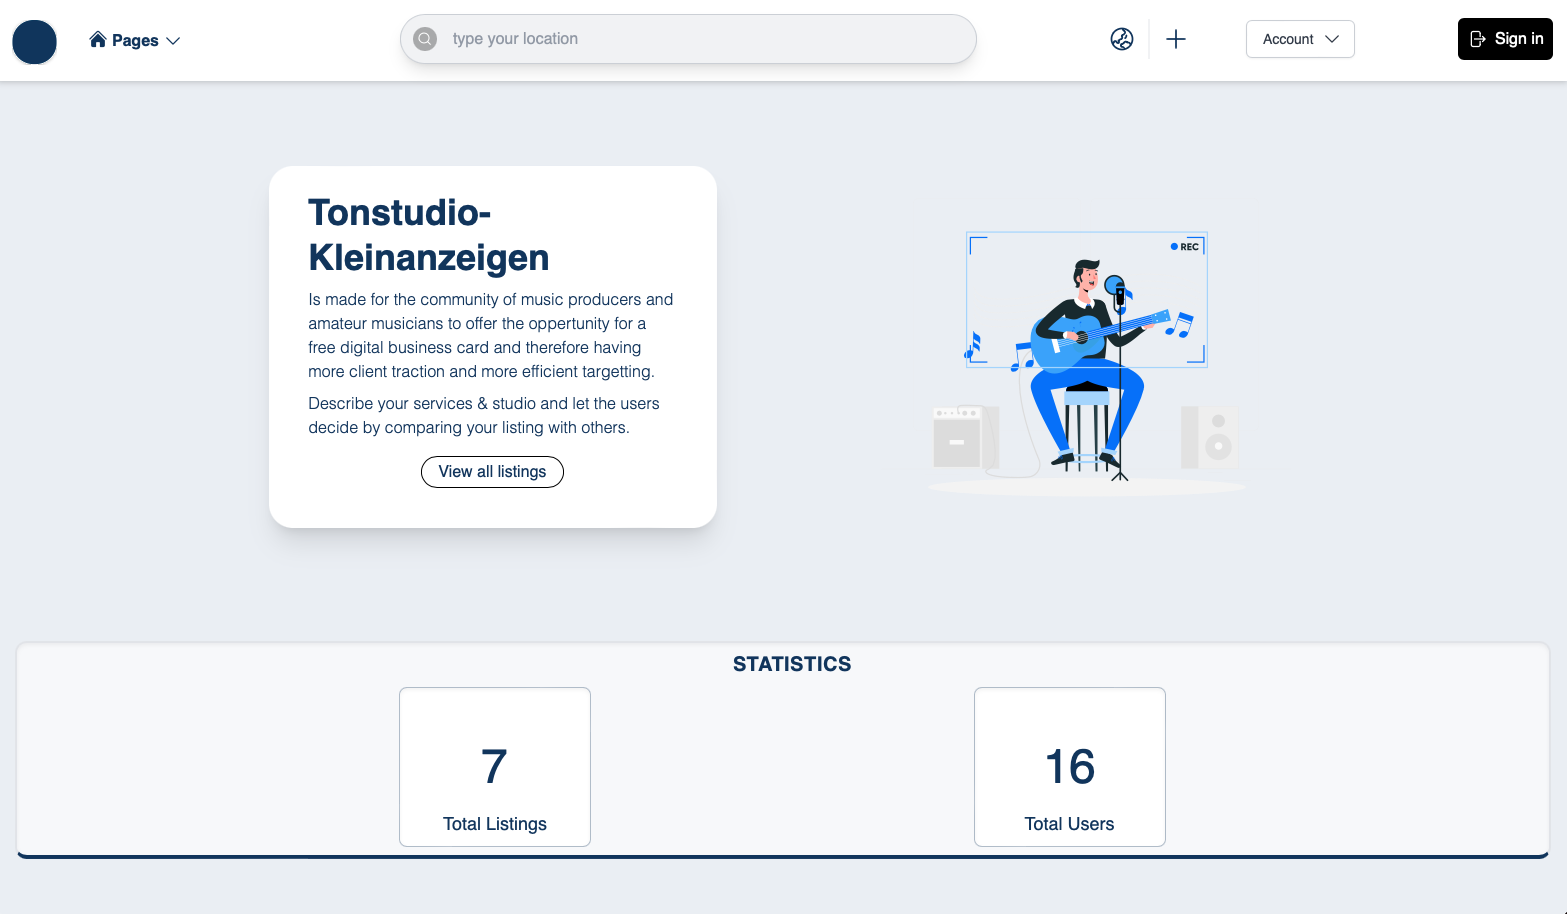 Pages
type your location
Account
Sign in
Tonstudio-
Kleinanzeigen
Is made for the community of music producers and
amateur musicians to offer the oppertunity for a
free digital business card and therefore having
more client traction and more efficient targetting.
Describe your services & studio and let the users
decide by comparing your listing with others.
View all listings
REC
STATISTICS
7
Total Listings
16
Total Users